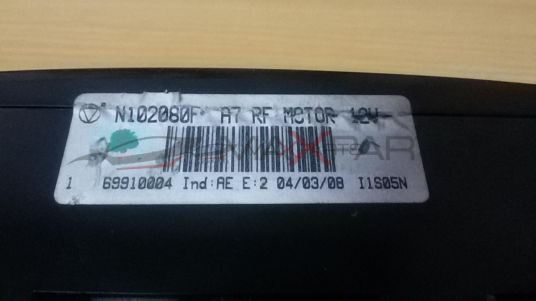 N102080F A7 RF MOTOR 12V
1 69910004 Ind:AE E:2 04/03/08 I1S05N